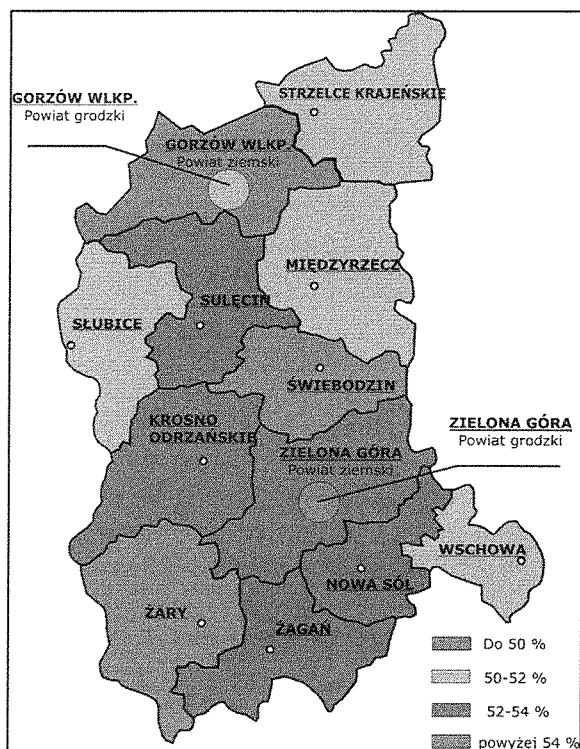 STRZELCE KRAJEŃSKIE
GORZÓW WLKP.
Powiat grodzki
GORZÓW WLKP.
Powiat ziemski
MIĘDZYRZECZ
SULĘCIN
SŁUBICE
ŚWIEBODZIN
KROSNO
ODRZAŃSKIE
ZIELONA GÓRA
Powiat grodzki
ZIELONA GÓRA
Powiat ziemski
WSCHOWA
NOWA SÓL
ŻARY
ŻAGAŃ
Do 50 %
50-52 %
52-54 %
powyżej 54 %